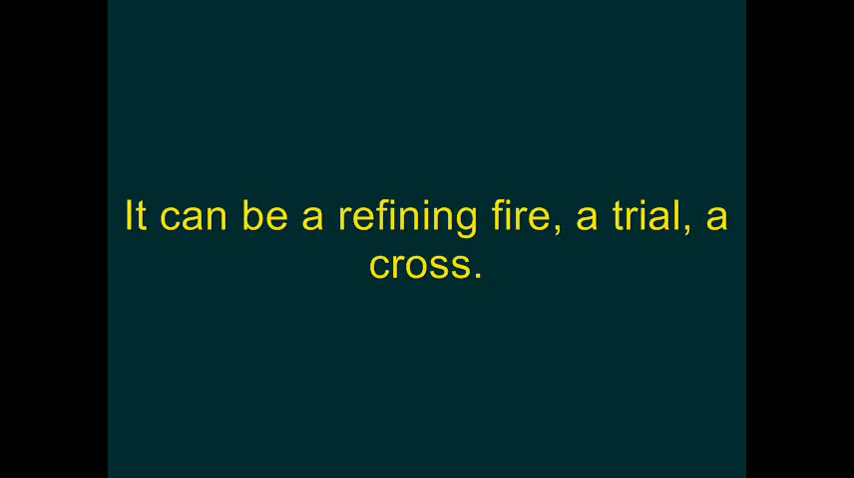 It can be a refining fire, a trial, a
cross.